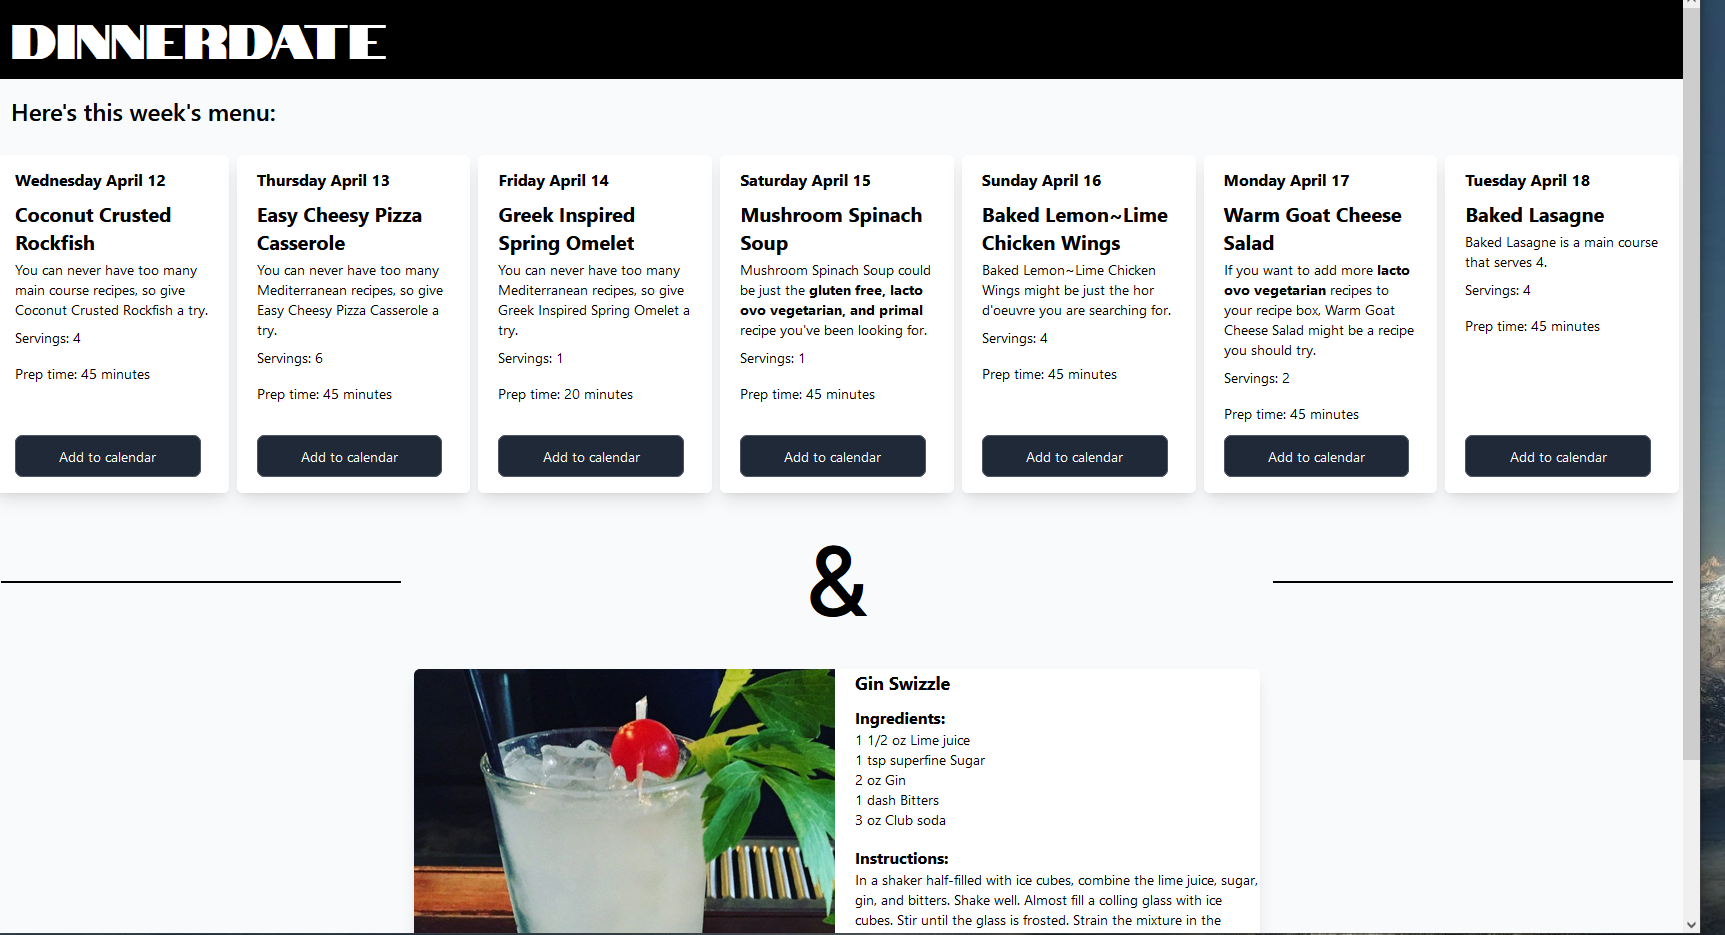 DINNERDATE
Here's this week's menu:
Wednesday April 12
Coconut Crusted
Rockfish
You can never have too many
main course recipes, so give
Coconut Crusted Rockfish a try.
Servings: 4
Prep time: 45 minutes
Add to calendar
Thursday April 13
Easy Cheesy Pizza
Casserole
You can never have too many
Mediterranean recipes, so give
Easy Cheesy Pizza Casserole a
try.
Servings: 6
Prep time: 45 minutes
Add to calendar
Friday April 14
Greek Inspired
Spring Omelet
You can never have too many
Mediterranean recipes, so give
Greek Inspired Spring Omelet a
try.
Servings: 1
Prep time: 20 minutes
Add to calendar
Saturday April 15
Mushroom Spinach
Soup
Mushroom Spinach Soup could
be just the gluten free, lacto
ovo vegetarian, and primal
recipe you've been looking for.
Servings: 1
Prep time: 45 minutes
Add to calendar
Sunday April 16
Baked Lemon~Lime
Chicken Wings
Baked Lemon~Lime Chicken
Wings might be just the hor
d'oeuvre you are searching for.
Servings: 4
Prep time: 45 minutes
Add to calendar
Monday April 17
Warm Goat Cheese
Salad
If you want to add more lacto
ovo vegetarian recipes to
your recipe box, Warm Goat
Cheese Salad might be a recipe
you should try.
Servings: 2
Prep time: 45 minutes
Add to calendar
Tuesday April 18
Baked Lasagne
Baked Lasagne is a main course
that serves 4.
Servings: 4
Prep time: 45 minutes
Add to calendar
&
Gin Swizzle
Ingredients:
1 1/2 oz Lime juice
1 tsp superfine Sugar
2 oz Gin
1 dash Bitters
3 oz Club soda
Instructions:
In a shaker half-filled with ice cubes, combine the lime juice, sugar,
gin, and bitters. Shake well. Almost fill a colling glass with ice
cubes. Stir until the glass is frosted. Strain the mixture in the